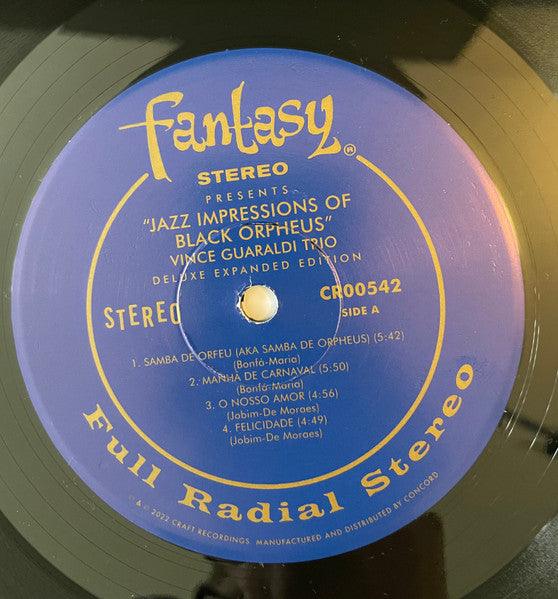 fantasy®
STEREO
PRESENTS
"JAZZ IMPRESSIONS OF
BLACK ORPHEUS"
VINCE GUARALDI TRIO
DELUXE EXPANDED EDITION
STEREO
CR00542
SIDE A
1. SAMBA DE ORFEU (AKA SAMBA DE ORPHEUS) (5:42)
(Bonfá-Maria)
2. MANHA DE CARNAVAL (5:50)
(Bonfá-Maria)
3. O NOSSO AMOR (4:56)
(Jobim-De Moraes)
4. FELICIDADE (4:49)
(Jobim-De Moraes)
Full Radial Stereo
℗ & © 2022 CRAFT RECORDINGS. MANUFACTURED AND DISTRIBUTED BY CONCORD